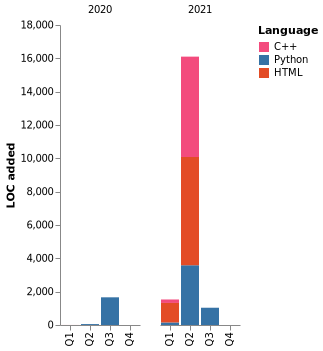 2020 2021
Language
C++
Python
HTML
LOC added
18,000
16,000
14,000
12,000
10,000
8,000
6,000
4,000
2,000
0
Q1 Q2 Q3 Q4 Q1 Q2 Q3 Q4